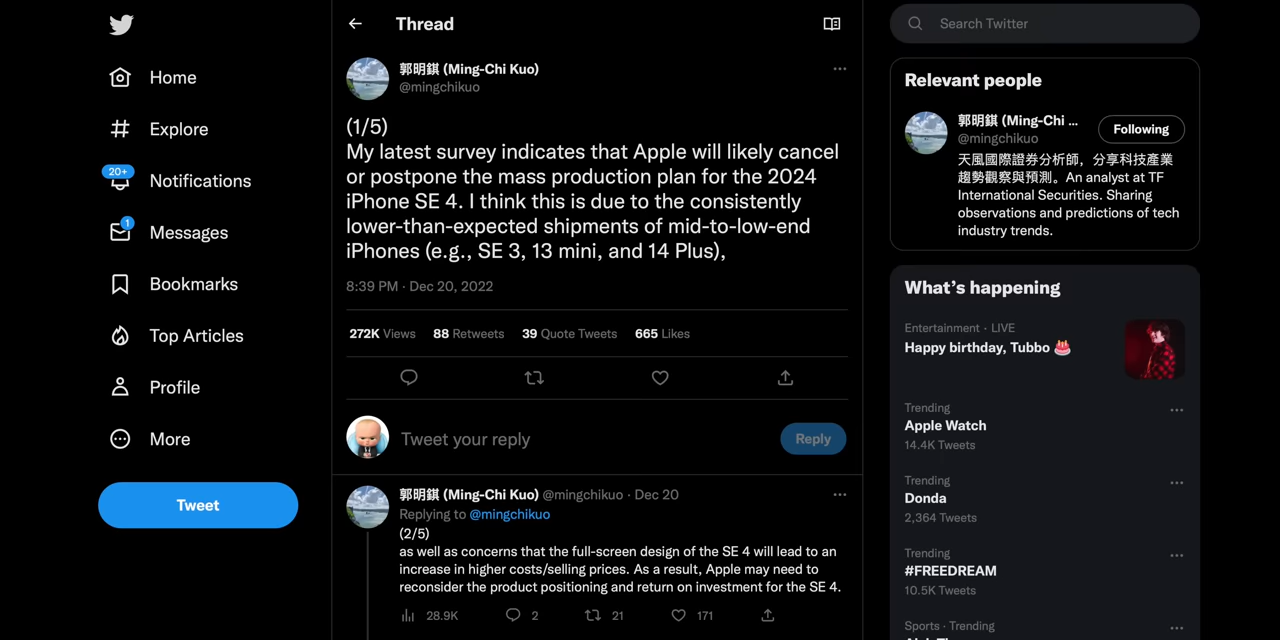 Thread
Search Twitter
Home
Explore
20+
Notifications
1
Messages
Bookmarks
Top Articles
Profile
More
Tweet
郭明錤 (Ming-Chi Kuo)
@mingchikuo
(1/5)
My latest survey indicates that Apple will likely cancel
or postpone the mass production plan for the 2024
iPhone SE 4. I think this is due to the consistently
lower-than-expected shipments of mid-to-low-end
iPhones (e.g., SE 3, 13 mini, and 14 Plus),
8:39 PM · Dec 20, 2022
272K Views 88 Retweets 39 Quote Tweets 665 Likes
Tweet your reply
Reply
郭明錤 (Ming-Chi Kuo) @mingchikuo · Dec 20
Replying to @mingchikuo
(2/5)
as well as concerns that the full-screen design of the SE 4 will lead to an
increase in higher costs/selling prices. As a result, Apple may need to
reconsider the product positioning and return on investment for the SE 4.
28.9K 2 21 171
Relevant people
郭明錤 (Ming-Chi ...
@mingchikuo
Following
天風國際證券分析師，分享科技產業
趨勢觀察與預測。An analyst at TF
International Securities. Sharing
observations and predictions of tech
industry trends.
What's happening
Entertainment · LIVE
Happy birthday, Tubbo 🎂
Trending
Apple Watch
14.4K Tweets
Trending
Donda
2,364 Tweets
Trending
#FREEDREAM
10.5K Tweets
Sports · Trending